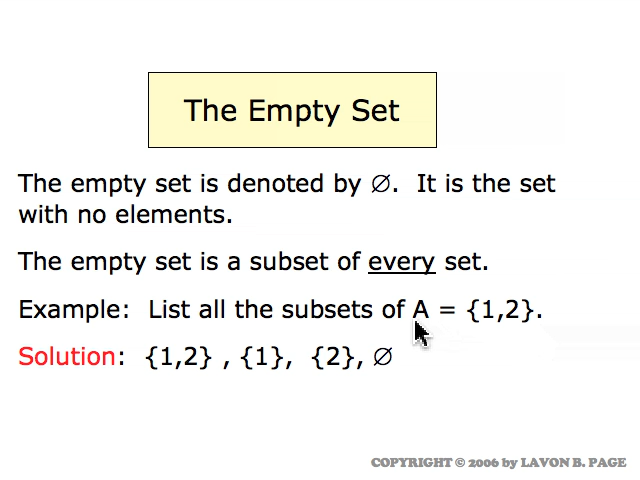 The Empty Set
The empty set is denoted by ∅.  It is the set
with no elements.
The empty set is a subset of every set.
Example:  List all the subsets of A = {1,2}.
Solution:  {1,2} , {1},  {2}, ∅
COPYRIGHT © 2006 by LAVON B. PAGE